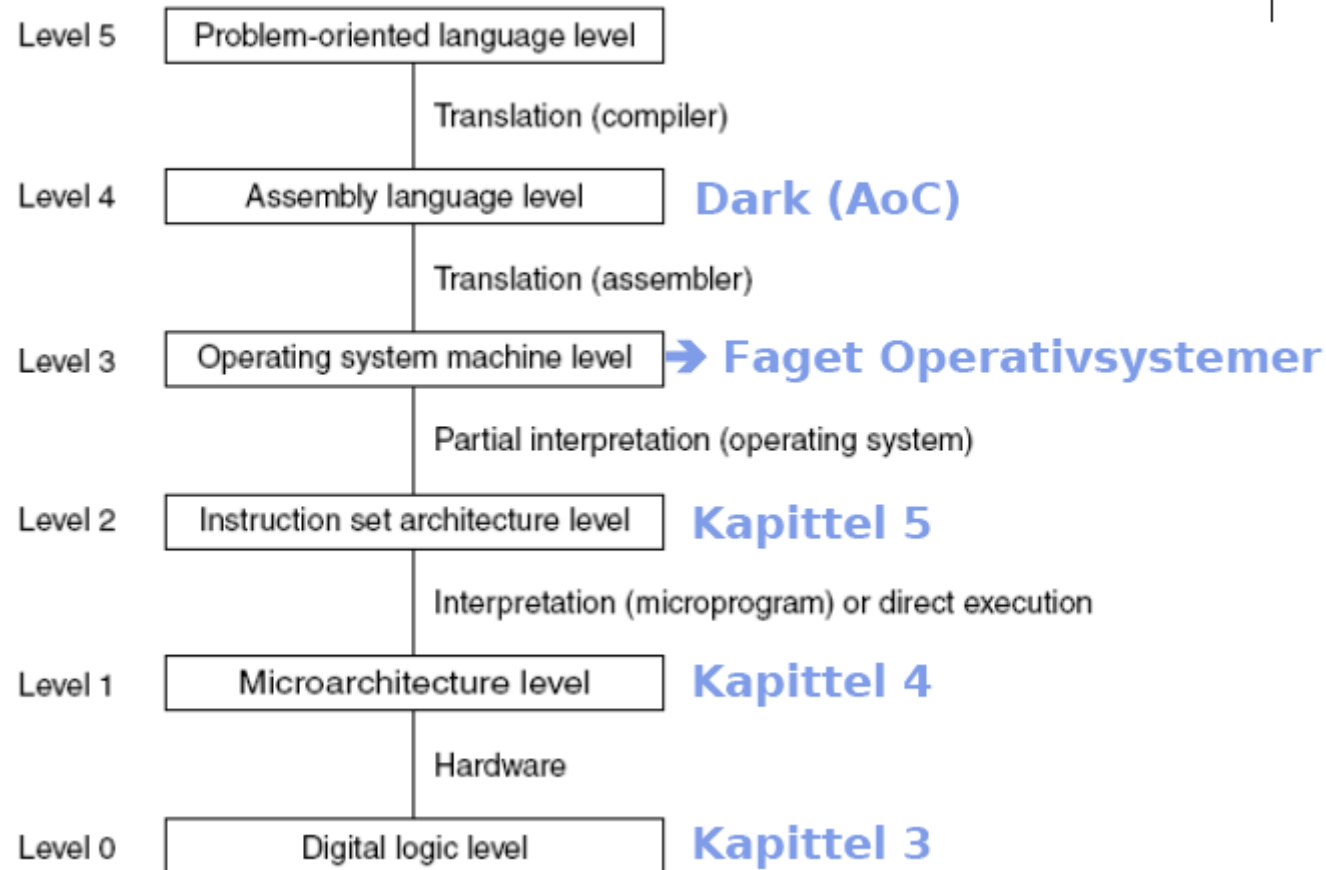 Level 5 Problem-oriented language level
Translation (compiler)
Level 4 Assembly language level Dark (AoC)
Translation (assembler)
Level 3 Operating system machine level → Faget Operativsystemer
Partial interpretation (operating system)
Level 2 Instruction set architecture level Kapittel 5
Interpretation (microprogram) or direct execution
Level 1 Microarchitecture level Kapittel 4
Hardware
Level 0 Digital logic level Kapittel 3